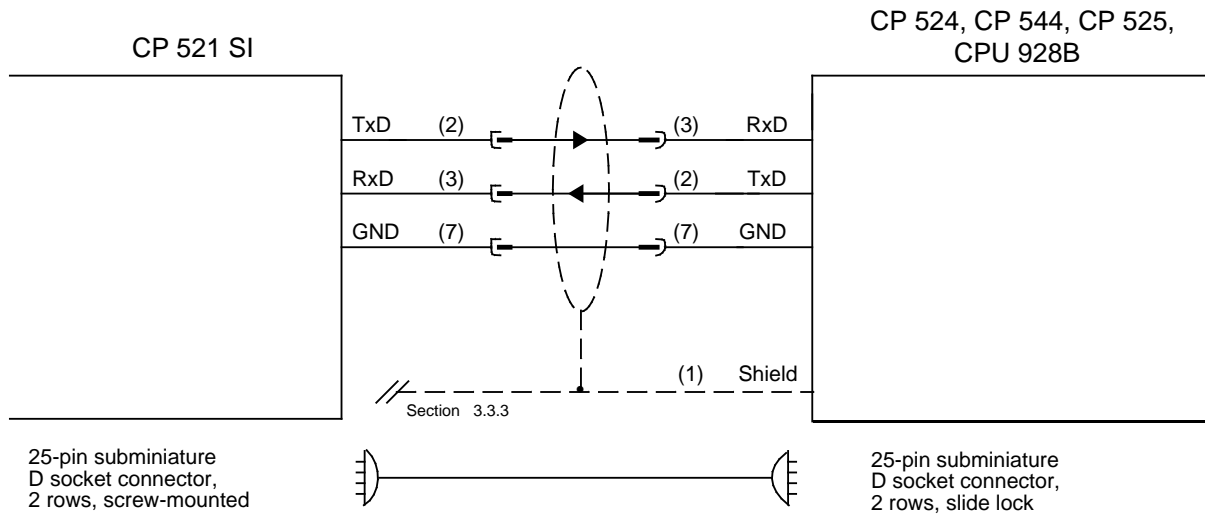 CP 521 SI
CP 524, CP 544, CP 525,
CPU 928B
TxD (2) (3) RxD
RxD (3) (2) TxD
GND (7) (7) GND
(1) Shield
Section 3.3.3
25-pin subminiature
D socket connector,
2 rows, screw-mounted
25-pin subminiature
D socket connector,
2 rows, slide lock